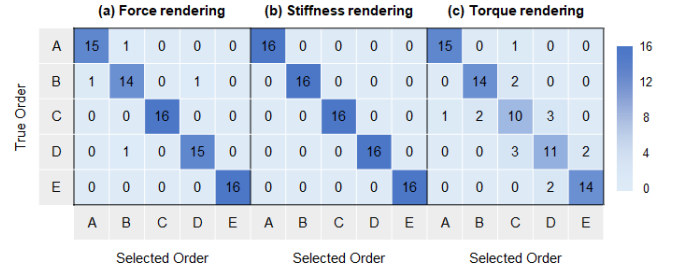 (a) Force rendering (b) Stiffness rendering (c) Torque rendering
A 15 1 0 0 0 16 0 0 0 0 15 0 1 0 0 16
B 1 14 0 1 0 0 16 0 0 0 0 14 2 0 0 12
C 0 0 16 0 0 0 0 16 0 0 1 2 10 3 0 8
D 0 1 0 15 0 0 0 0 16 0 0 0 3 11 2 4
E 0 0 0 0 16 0 0 0 0 16 0 0 0 2 14 0
A B C D E A B C D E A B C D E
True Order
Selected Order Selected Order Selected Order